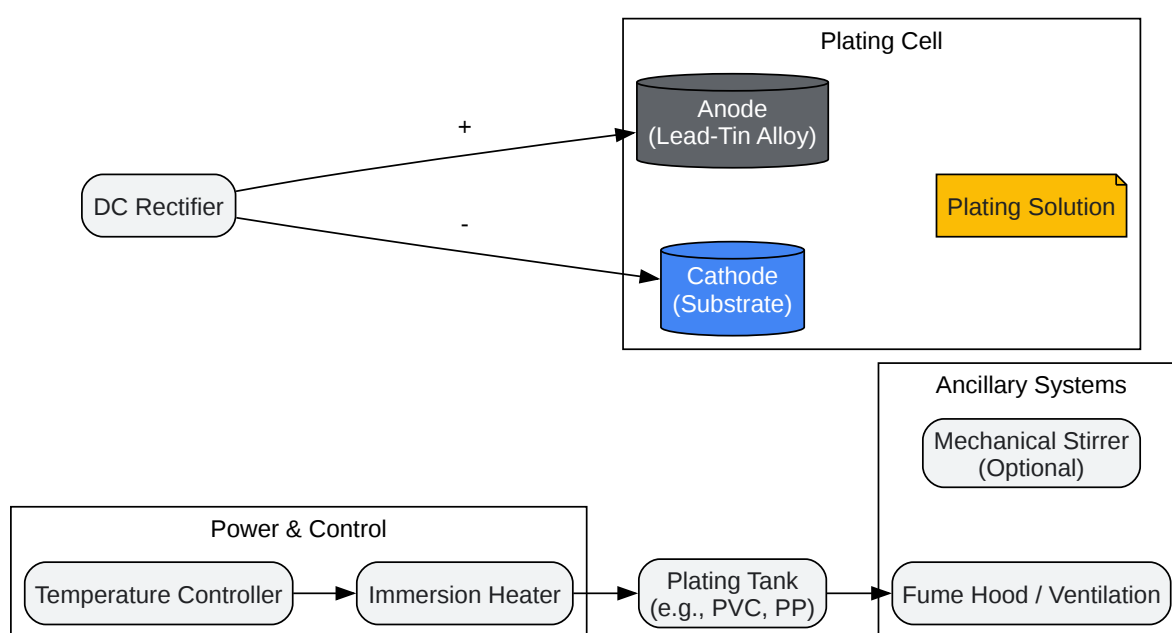 Plating Cell
Anode
(Lead-Tin Alloy)
+
DC Rectifier
Plating Solution
-
Cathode
(Substrate)
Ancillary Systems
Mechanical Stirrer
(Optional)
Power & Control
Temperature Controller
Immersion Heater
Plating Tank
(e.g., PVC, PP)
Fume Hood / Ventilation